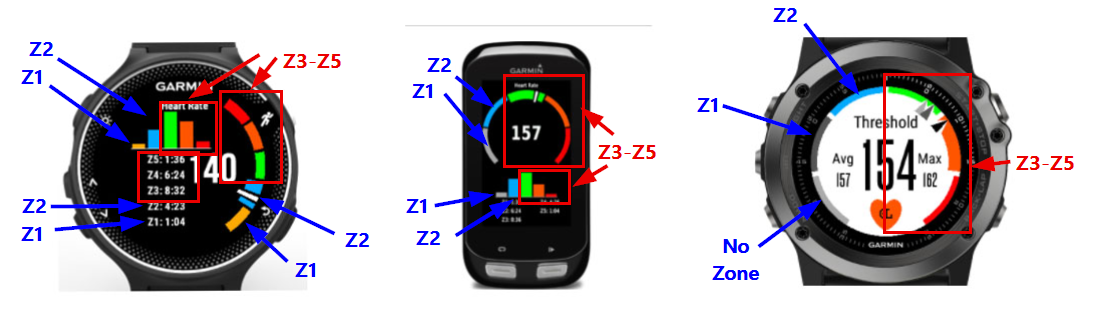 Z2
Z1
Z3-Z5
GARMIN
Heart Rate
140
Z5: 1:36
Z4: 6:24
Z3: 8:32
Z2: 4:23
Z1: 1:04
Z2
Z1
Z2
Z1
Z2
Z1
GARMIN
Heart Rate
157
Z3-Z5
Z1
Z2
Z2
Z1
Threshold
Avg
157
154
Max
162
Z3-Z5
No
Zone
GARMIN